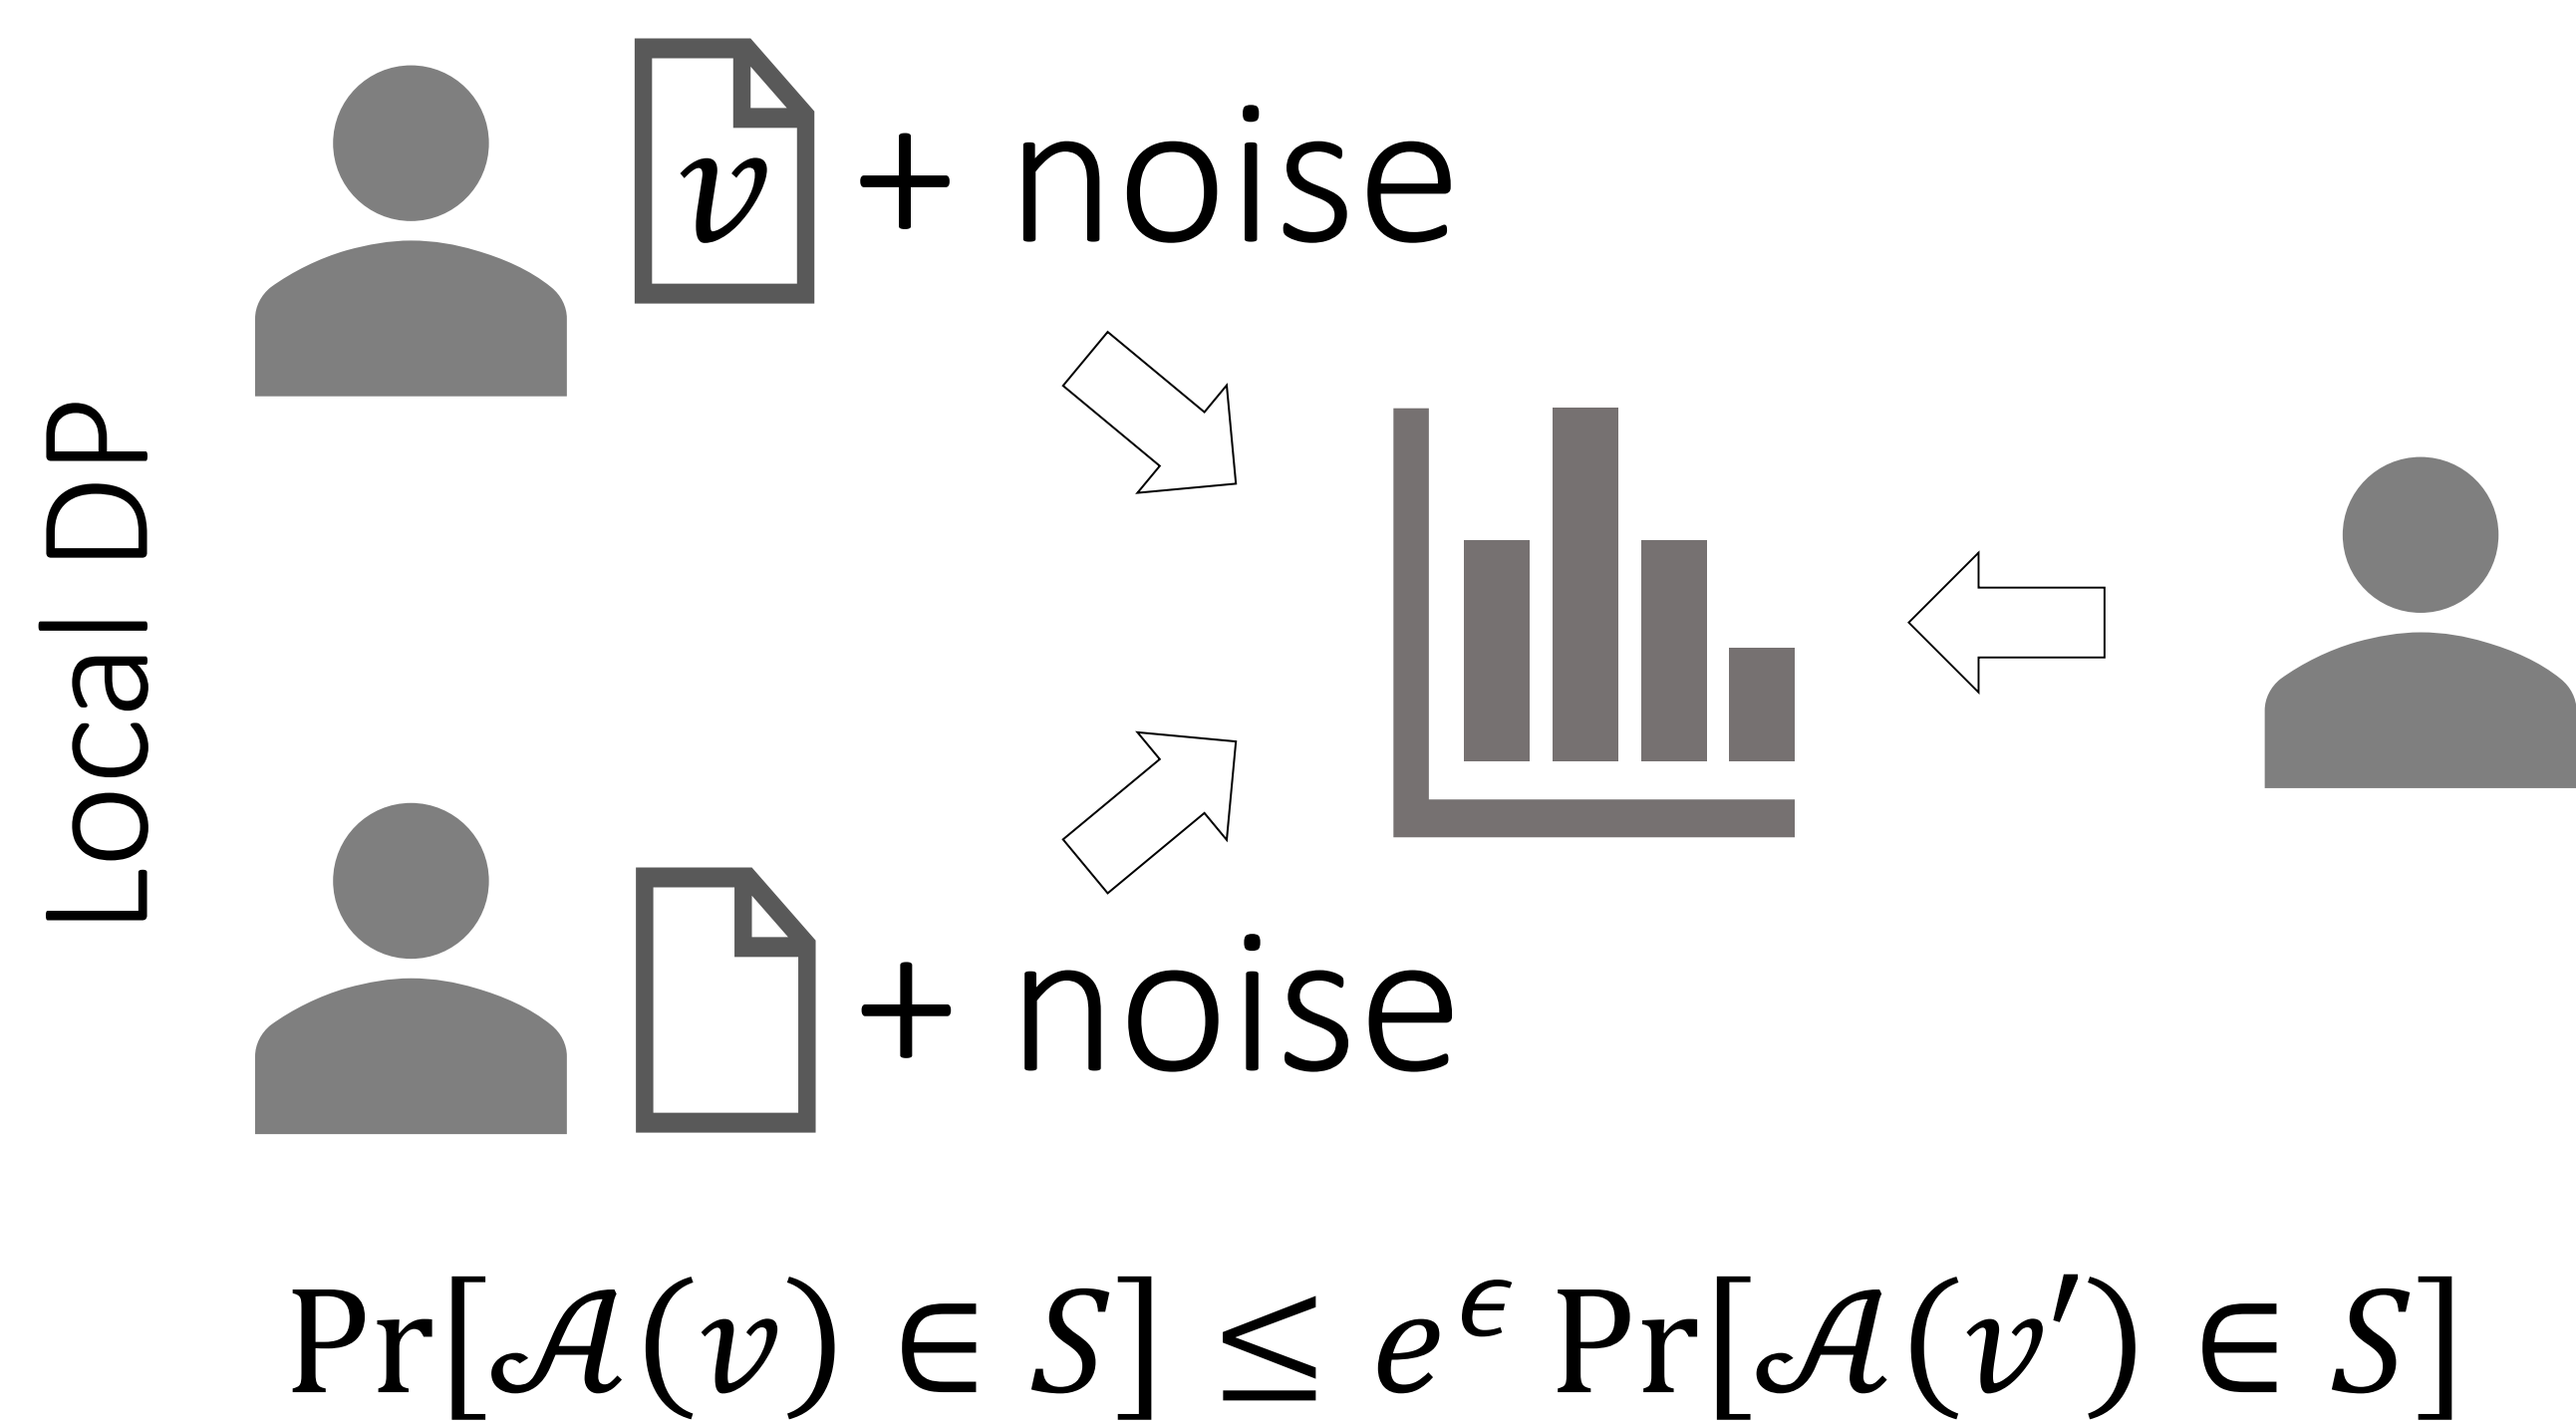 Local DP
v + noise
+ noise
Pr[𝒜(v) ∈ S] ≤ e^ϵ Pr[𝒜(v′) ∈ S]